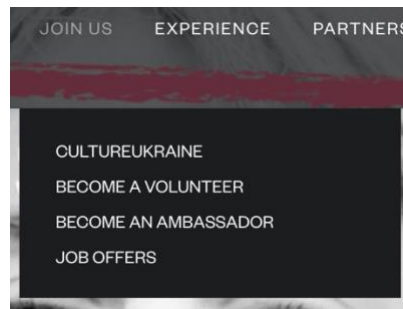 JOIN US EXPERIENCE PARTNERS
CULTUREUKRAINE
BECOME A VOLUNTEER
BECOME AN AMBASSADOR
JOB OFFERS